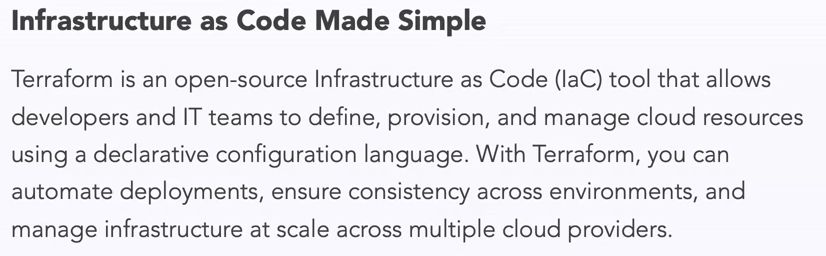 Infrastructure as Code Made Simple
Terraform is an open-source Infrastructure as Code (IaC) tool that allows
developers and IT teams to define, provision, and manage cloud resources
using a declarative configuration language. With Terraform, you can
automate deployments, ensure consistency across environments, and
manage infrastructure at scale across multiple cloud providers.